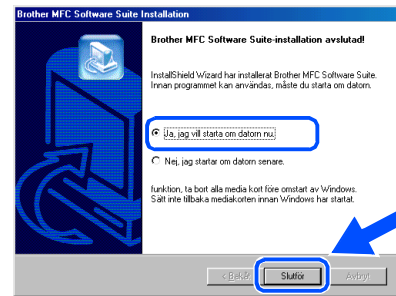 Brother MFC Software Suite Installation
Brother MFC Software Suite-installation avslutad!
InstallShield Wizard har installerat Brother MFC Software Suite.
Innan programmet kan användas, måste du starta om datorn.
Ja, jag vill starta om datorn nu.
Nej, jag startar om datorn senare.
funktion, ta bort alla media kort före omstart av Windows.
Sätt inte tillbaka mediakorten innan Windows har startat.
Slutför
Avbryt